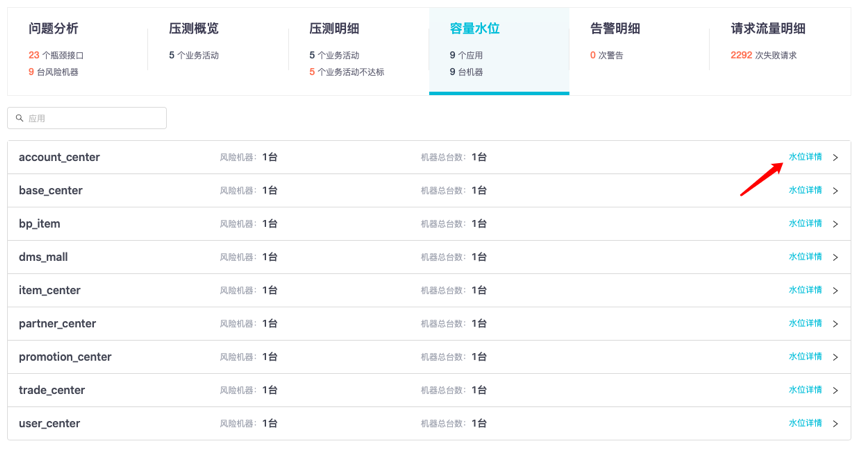 问题分析
23 个瓶颈接口
9 台风险机器
压测概览
5 个业务活动
压测明细
5 个业务活动
5 个业务活动不达标
容量水位
9 个应用
9 台机器
告警明细
0 次警告
请求流量明细
2292 次失败请求
应用
account_center 风险机器: 1台 机器总台数: 1台 水位详情
base_center 风险机器: 1台 机器总台数: 1台 水位详情
bp_item 风险机器: 1台 机器总台数: 1台 水位详情
dms_mall 风险机器: 1台 机器总台数: 1台 水位详情
item_center 风险机器: 1台 机器总台数: 1台 水位详情
partner_center 风险机器: 1台 机器总台数: 1台 水位详情
promotion_center 风险机器: 1台 机器总台数: 1台 水位详情
trade_center 风险机器: 1台 机器总台数: 1台 水位详情
user_center 风险机器: 1台 机器总台数: 1台 水位详情